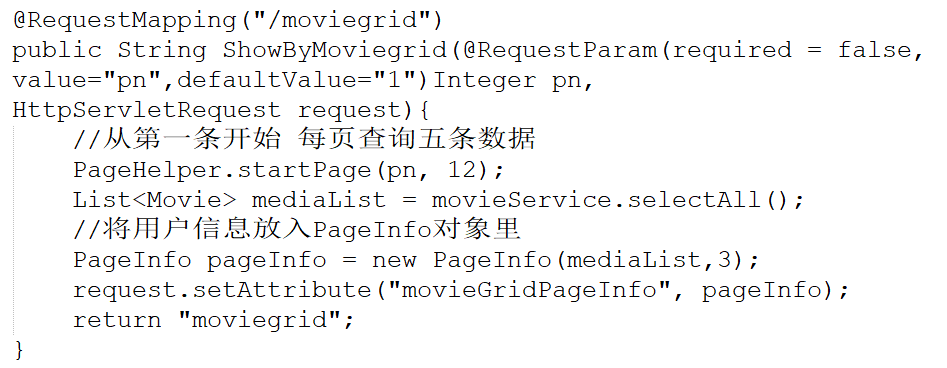 @RequestMapping("/moviegrid")
public String ShowByMoviegrid(@RequestParam(required = false,
value="pn",defaultValue="1")Integer pn,
HttpServletRequest request){
    //从第一条开始 每页查询五条数据
    PageHelper.startPage(pn, 12);
    List<Movie> mediaList = movieService.selectAll();
    //将用户信息放入PageInfo对象里
    PageInfo pageInfo = new PageInfo(mediaList,3);
    request.setAttribute("movieGridPageInfo", pageInfo);
    return "moviegrid";
}